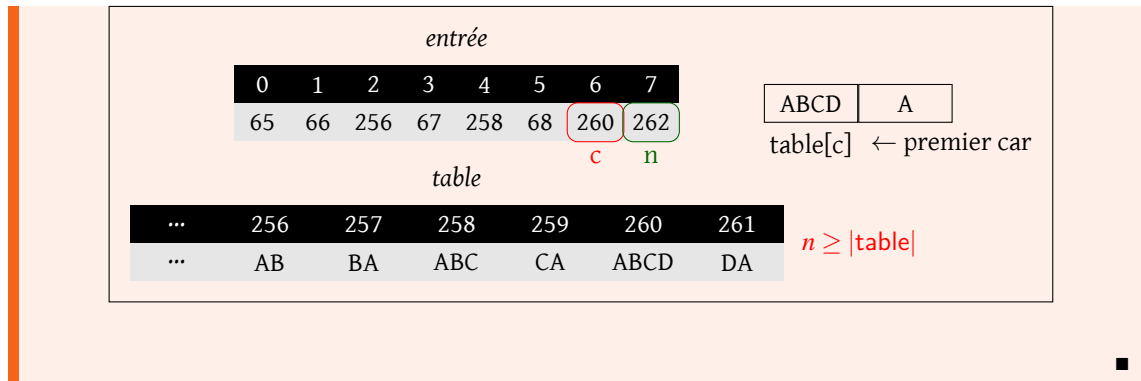 entrée
0 1 2 3 4 5 6 7
65 66 256 67 258 68 260 262
c n
ABCD A
table[c] ← premier car
table
... 256 257 258 259 260 261
... AB BA ABC CA ABCD DA
n ≥ |table|